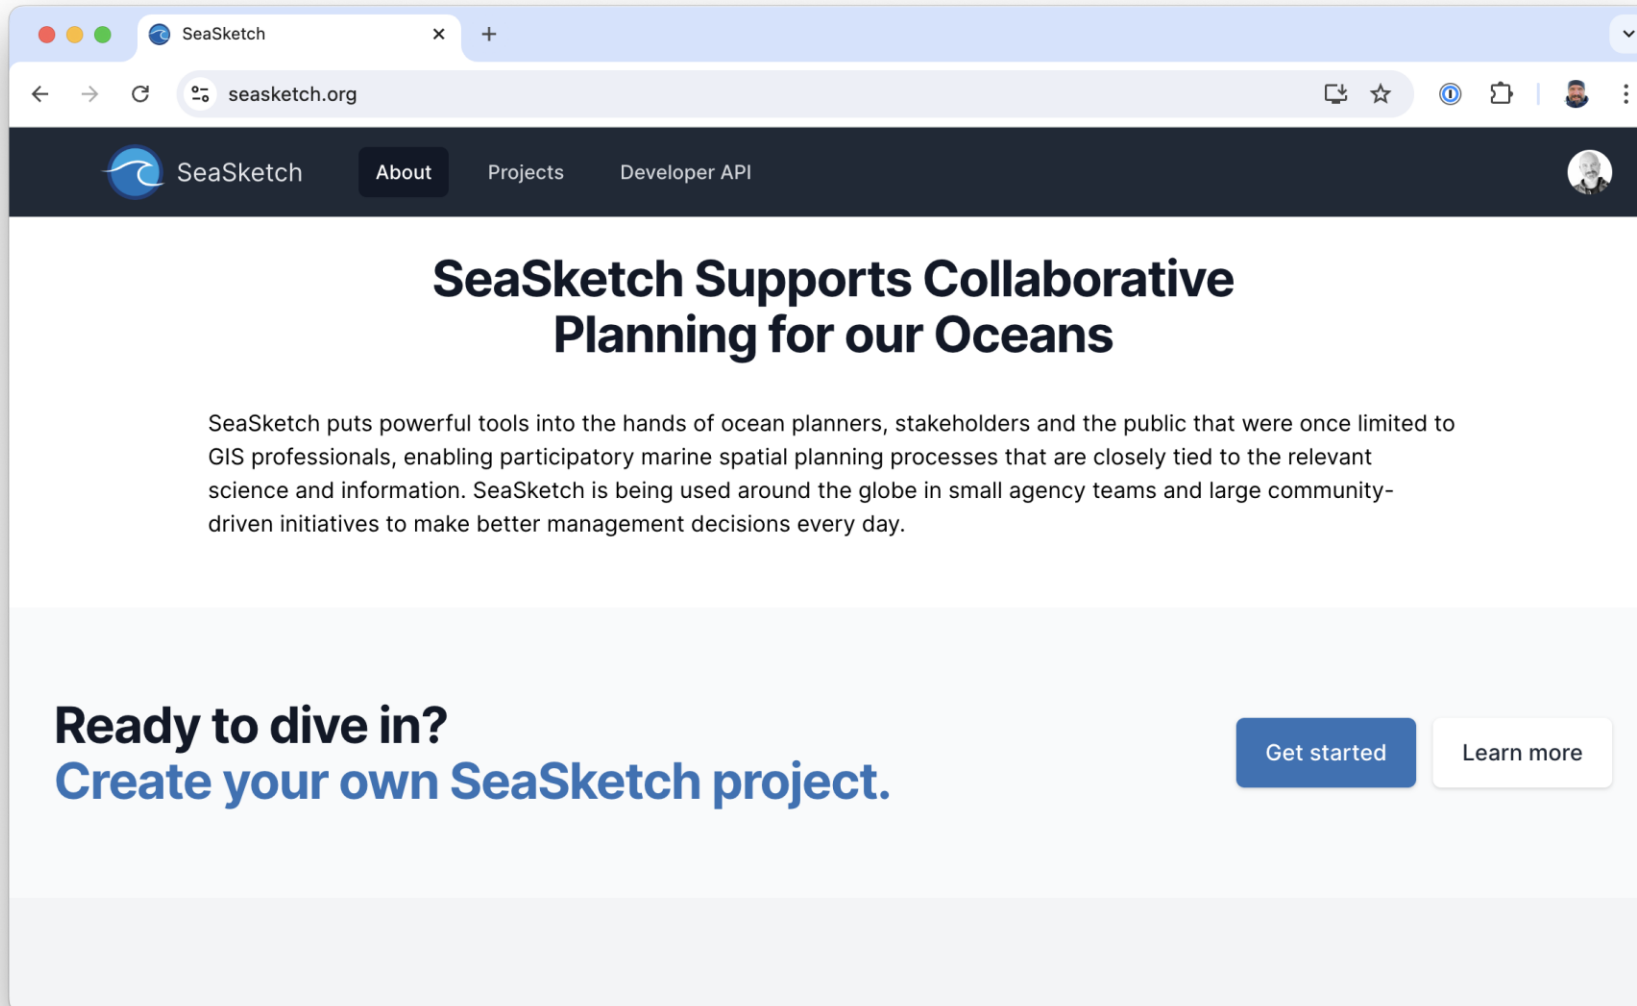 SeaSketch
seasketch.org
SeaSketch About Projects Developer API
SeaSketch Supports Collaborative
Planning for our Oceans
SeaSketch puts powerful tools into the hands of ocean planners, stakeholders and the public that were once limited to
GIS professionals, enabling participatory marine spatial planning processes that are closely tied to the relevant
science and information. SeaSketch is being used around the globe in small agency teams and large community-
driven initiatives to make better management decisions every day.
Ready to dive in?
Create your own SeaSketch project.
Get started Learn more